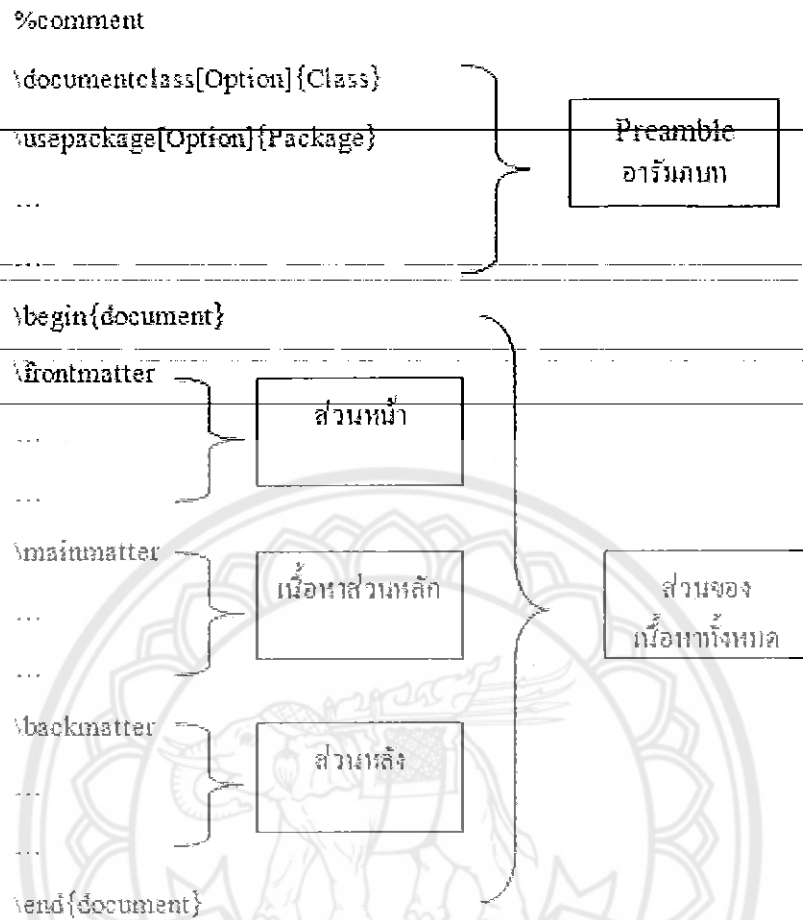 %comment
\documentclass[Option]{Class}
\usepackage[Option]{Package}
Preamble
อารัมภบท
...
...
\begin{document}
\frontmatter
ส่วนหน้า
...
...
\mainmatter
เนื้อหาส่วนหลัก
...
...
ส่วนของ
เนื้อหาทั้งหมด
\backmatter
ส่วนหลัง
...
...
\end{document}